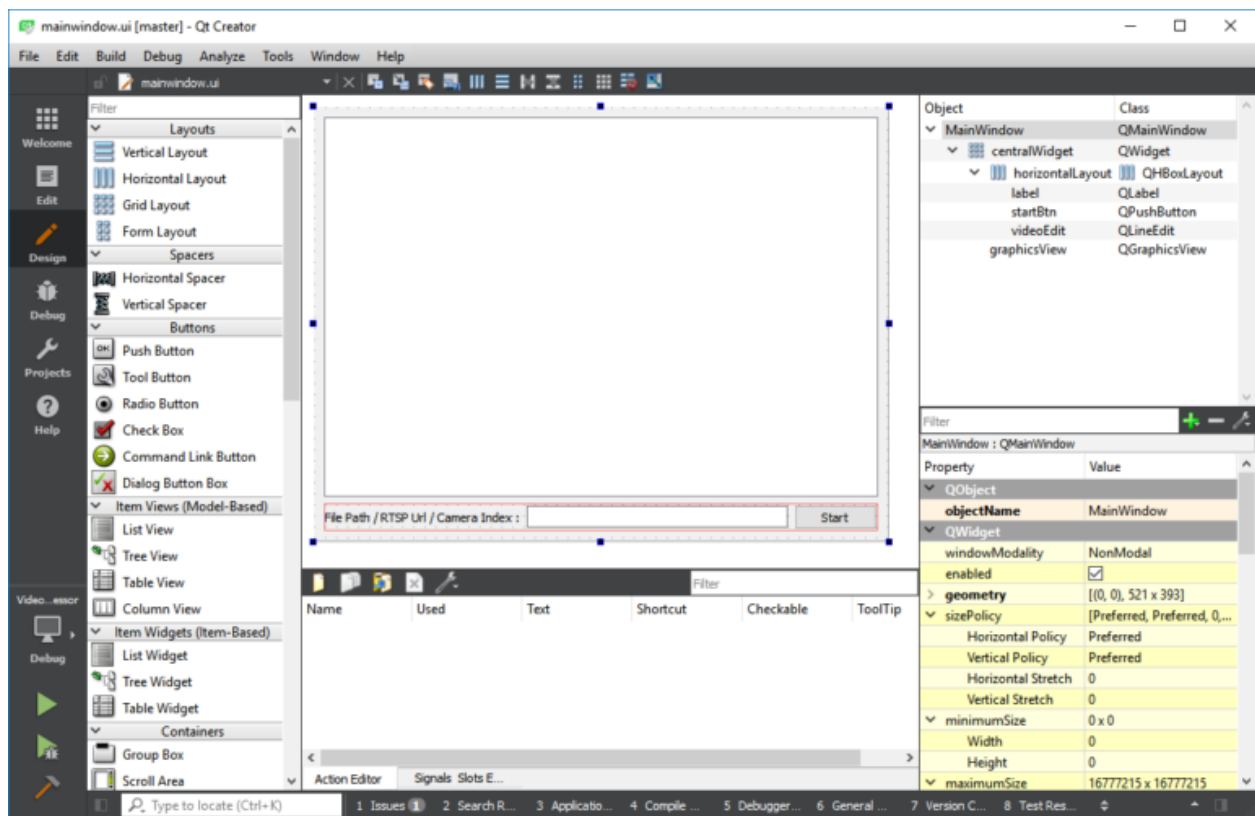 mainwindow.ui [master] - Qt Creator
File Edit Build Debug Analyze Tools Window Help
mainwindow.ui
Welcome
Edit
Design
Debug
Projects
Help
Video...essor
Debug
Filter
Layouts
Vertical Layout
Horizontal Layout
Grid Layout
Form Layout
Spacers
Horizontal Spacer
Vertical Spacer
Buttons
OK
Push Button
Tool Button
Radio Button
Check Box
Command Link Button
Dialog Button Box
Item Views (Model-Based)
List View
Tree View
Table View
Column View
Item Widgets (Item-Based)
List Widget
Tree Widget
Table Widget
Containers
Group Box
Scroll Area
File Path / RTSP Url / Camera Index : Start
Filter
Name Used Text Shortcut Checkable ToolTip
Action Editor Signals Slots E...
Object Class
MainWindow QMainWindow
centralWidget QWidget
horizontalLayout QHBoxLayout
label QLabel
startBtn QPushButton
videoEdit QLineEdit
graphicsView QGraphicsView
Filter
MainWindow : QMainWindow
Property Value
QObject
objectName MainWindow
QWidget
windowModality NonModal
enabled
geometry [(0, 0), 521 x 393]
sizePolicy [Preferred, Preferred, 0,...
Horizontal Policy Preferred
Vertical Policy Preferred
Horizontal Stretch 0
Vertical Stretch 0
minimumSize 0 x 0
Width 0
Height 0
maximumSize 16777215 x 16777215
Type to locate (Ctrl+K) 1 Issues 1 2 Search R... 3 Applicatio... 4 Compile ... 5 Debugger... 6 General ... 7 Version C... 8 Test Res...